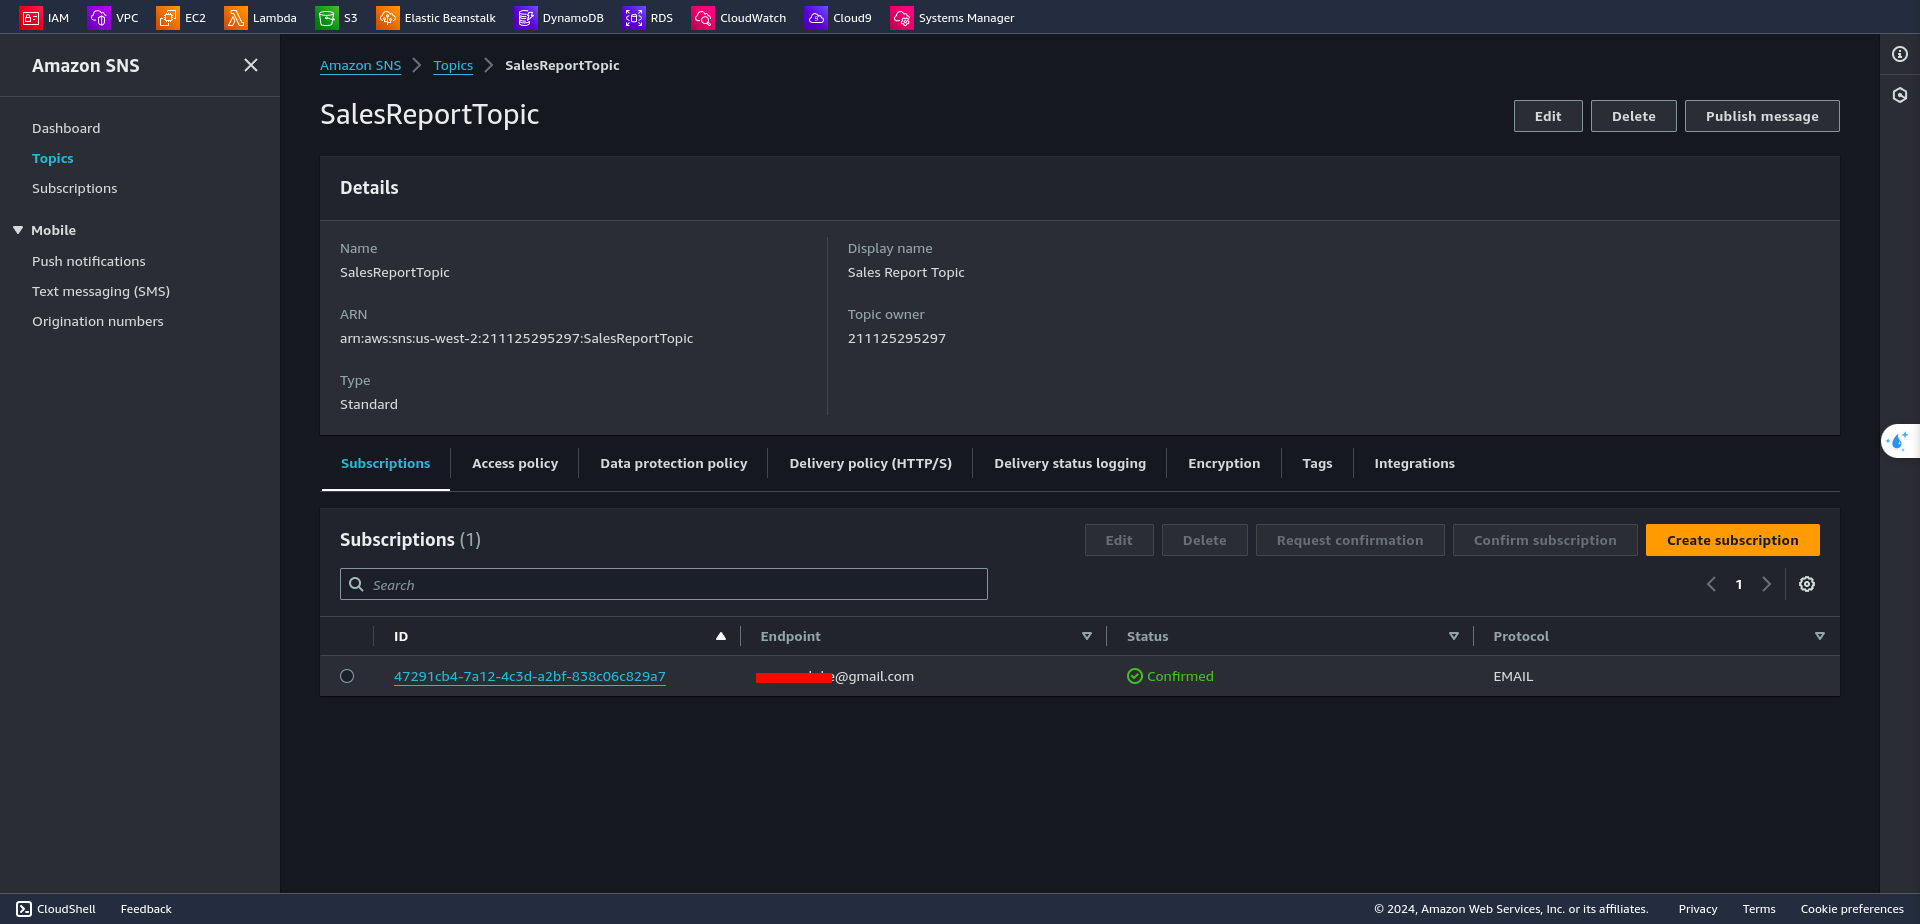 IAM VPC EC2 Lambda S3 Elastic Beanstalk DynamoDB RDS CloudWatch Cloud9 Systems Manager
Amazon SNS
Dashboard
Topics
Subscriptions
Mobile
Push notifications
Text messaging (SMS)
Origination numbers
Amazon SNS Topics SalesReportTopic
SalesReportTopic
Edit Delete Publish message
Details
Name
SalesReportTopic
ARN
arn:aws:sns:us-west-2:211125295297:SalesReportTopic
Type
Standard
Display name
Sales Report Topic
Topic owner
211125295297
Subscriptions Access policy Data protection policy Delivery policy (HTTP/S) Delivery status logging Encryption Tags Integrations
Subscriptions (1)
Edit Delete Request confirmation Confirm subscription Create subscription
Search
1
ID Endpoint Status Protocol
47291cb4-7a12-4c3d-a2bf-838c06c829a7 @gmail.com Confirmed EMAIL
CloudShell Feedback © 2024, Amazon Web Services, Inc. or its affiliates. Privacy Terms Cookie preferences